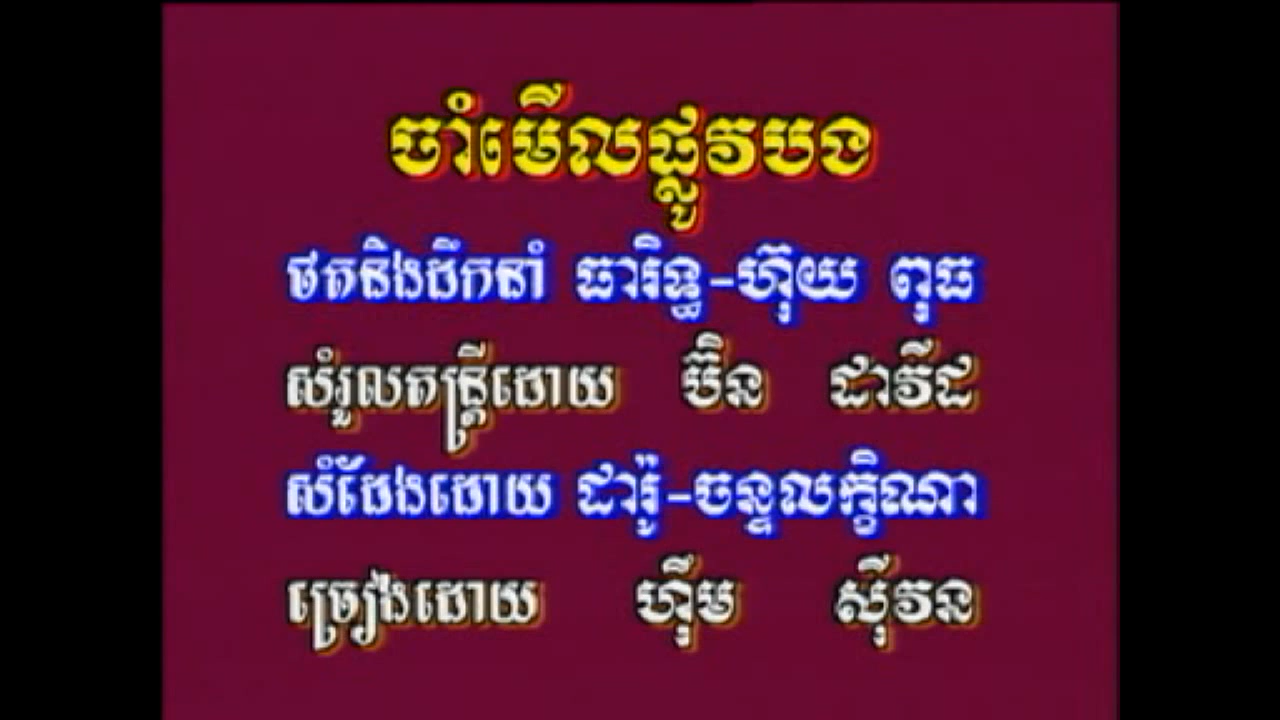 ចាំមើលផ្លូវបង
ថតនិងដឹកនាំ ធារិទ្ធ-ហ៊ុយ ពុធ
សំរួលតន្ត្រីដោយ ប៊ិន ដាវីដ
សំដែងដោយ ដារ៉ូ-ចន្ទលក្ខិណា
ច្រៀងដោយ ហ៊ឹម ស៊ីវន